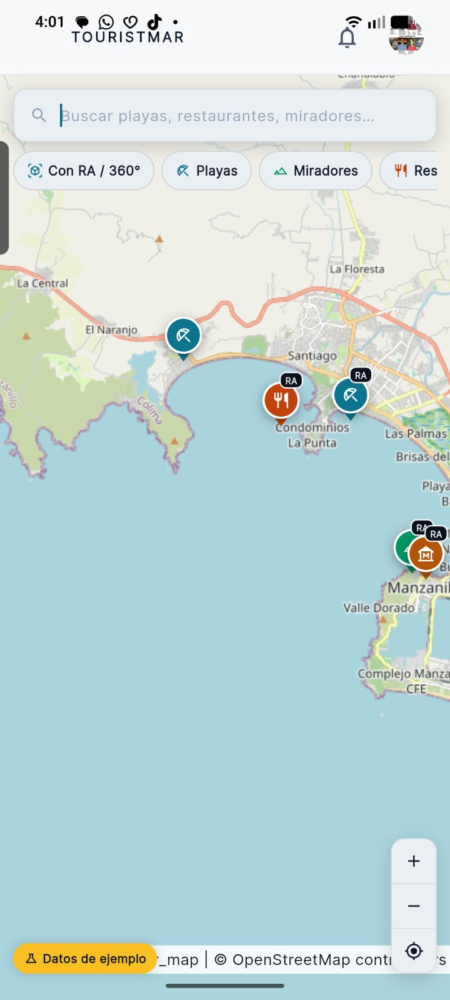 4:01
TOURISTMAR
Buscar playas, restaurantes, miradores...
Con RA / 360°
Playas
Miradores
Res
La Floresta
La Central
El Naranjo
Santiago
RA
RA
Colima
Condominios
La Punta
Las Palmas
Brisas del
Playa
B
RA
RA
N
Bu
Manzanil
Valle Dorado
Complejo Manza
CFE
+
−
Datos de ejemplo
r_map | © OpenStreetMap contr
rs